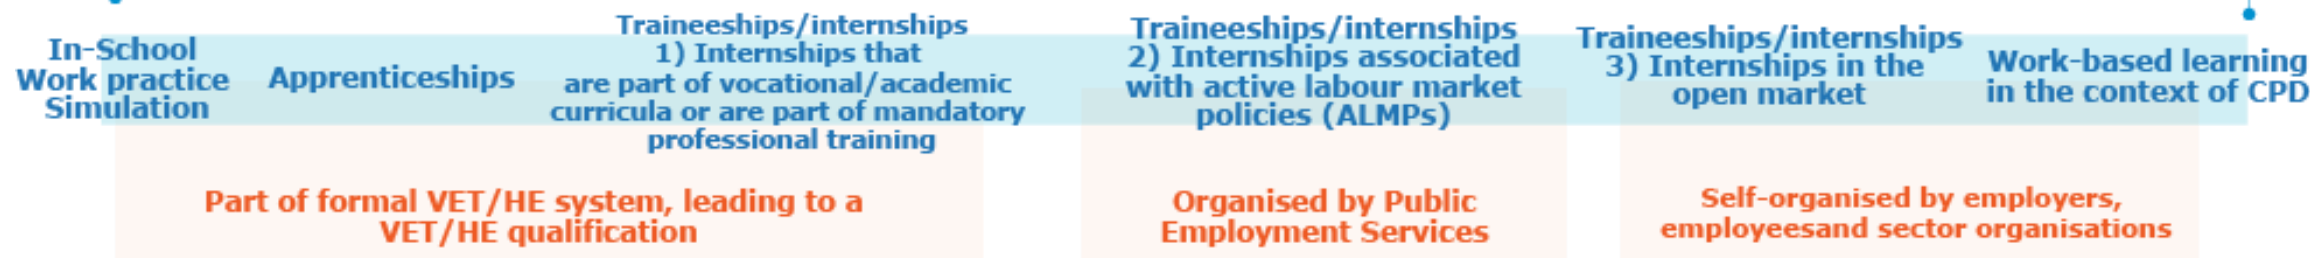 In-School
Work practice
Simulation
Apprenticeships
Traineeships/internships
1) Internships that
are part of vocational/academic
curricula or are part of mandatory
professional training
Traineeships/internships
2) Internships associated
with active labour market
policies (ALMPs)
Traineeships/internships
3) Internships in the
open market
Work-based learning
in the context of CPD
Part of formal VET/HE system, leading to a
VET/HE qualification
Organised by Public
Employment Services
Self-organised by employers,
employeesand sector organisations